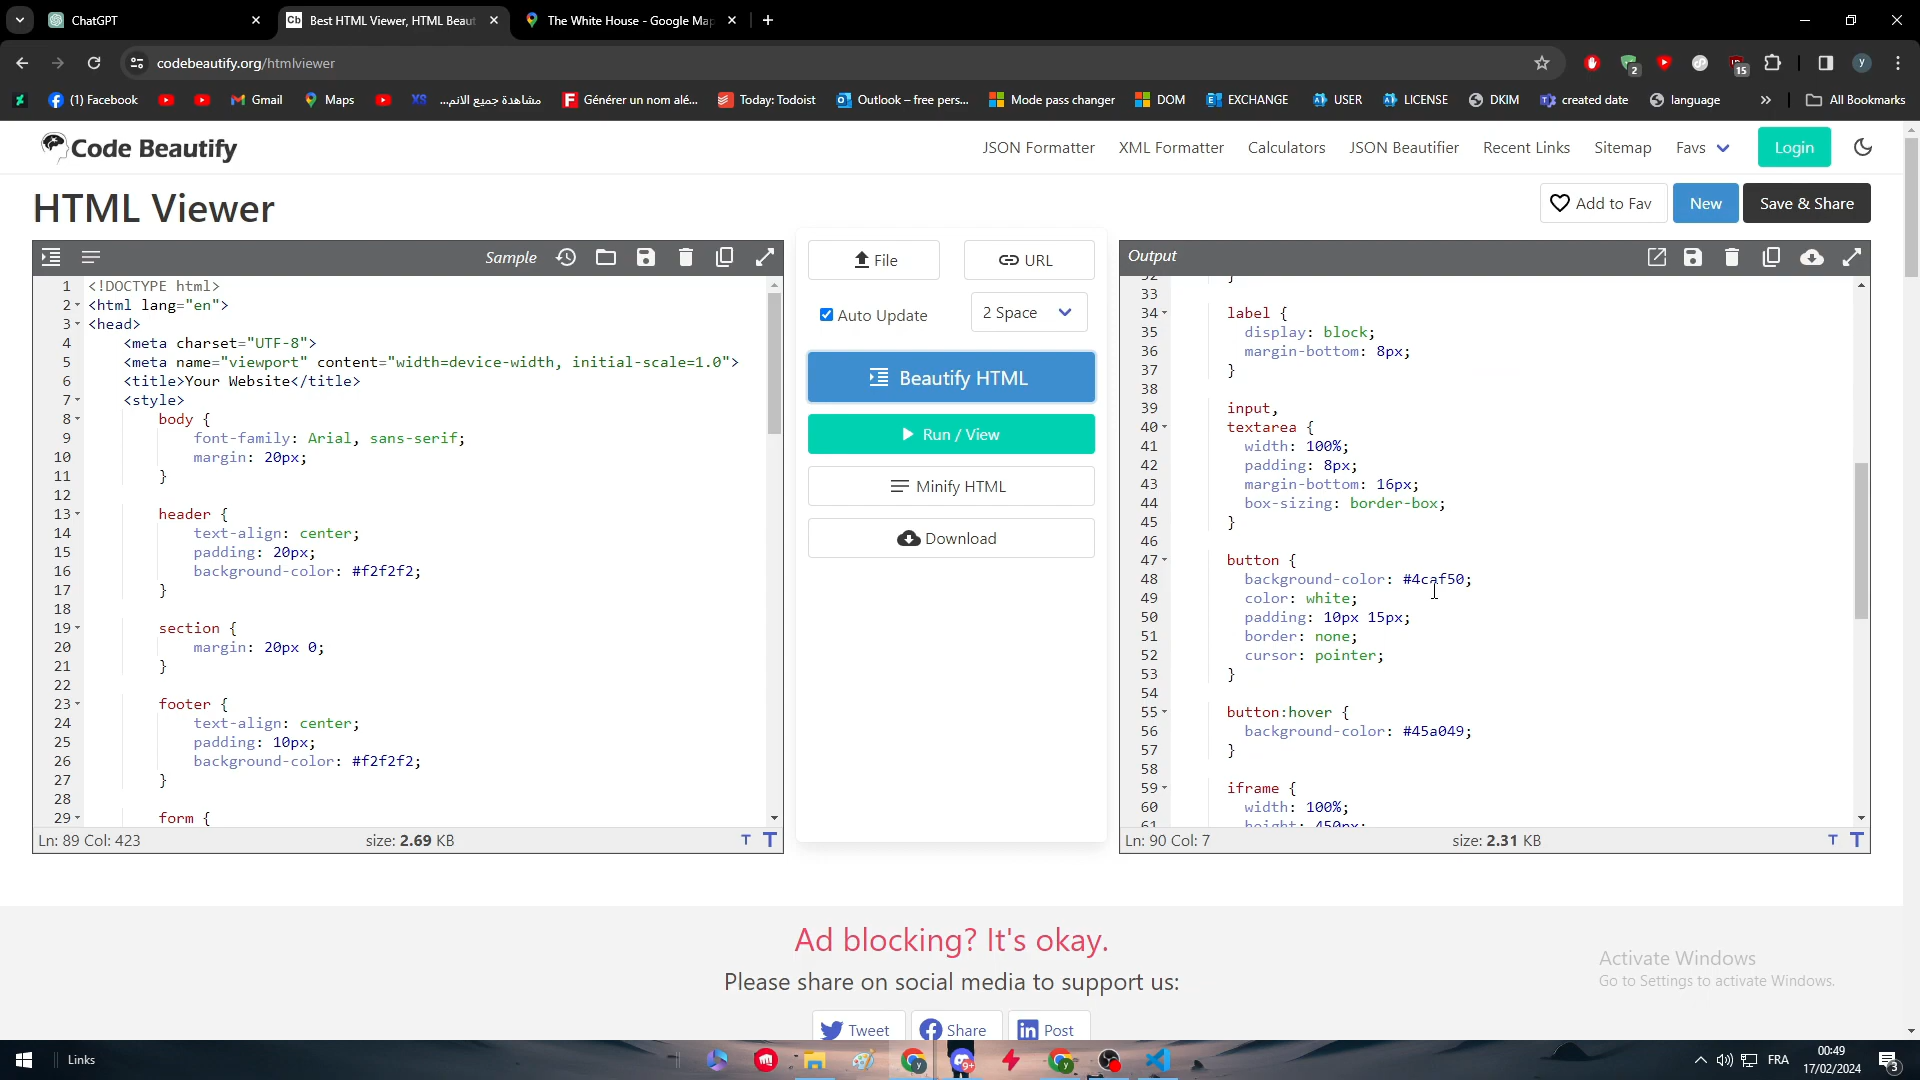 ChatGPT
Cb Best HTML Viewer, HTML Beaut
The White House - Google Map
codebeautify.org/htmlviewer
2
15
y
(1) Facebook
Gmail
Maps
XS
مشاهدة جميع الانم...
Générer un nom alé...
Today: Todoist
Outlook – free pers...
Mode pass changer
DOM
EXCHANGE
USER
LICENSE
DKIM
created date
language
All Bookmarks
Code Beautify
JSON Formatter
XML Formatter
Calculators
JSON Beautifier
Recent Links
Sitemap
Favs
Login
HTML Viewer
Add to Fav
New
Save & Share
Sample
1 <!DOCTYPE html>
2 <html lang="en">
3 <head>
4 <meta charset="UTF-8">
5 <meta name="viewport" content="width=device-width, initial-scale=1.0">
6 <title>Your Website</title>
7 <style>
8 body {
9 font-family: Arial, sans-serif;
10 margin: 20px;
11 }
12
13 header {
14 text-align: center;
15 padding: 20px;
16 background-color: #f2f2f2;
17 }
18
19 section {
20 margin: 20px 0;
21 }
22
23 footer {
24 text-align: center;
25 padding: 10px;
26 background-color: #f2f2f2;
27 }
28
29 form {
Ln: 89 Col: 423
size: 2.69 KB
T T
File
URL
Auto Update
2 Space
Beautify HTML
Run / View
Minify HTML
Download
Output
32 }
33
34 label {
35 display: block;
36 margin-bottom: 8px;
37 }
38
39 input,
40 textarea {
41 width: 100%;
42 padding: 8px;
43 margin-bottom: 16px;
44 box-sizing: border-box;
45 }
46
47 button {
48 background-color: #4caf50;
49 color: white;
50 padding: 10px 15px;
51 border: none;
52 cursor: pointer;
53 }
54
55 button:hover {
56 background-color: #45a049;
57 }
58
59 iframe {
60 width: 100%;
61 height: 450px;
Ln: 90 Col: 7
size: 2.31 KB
T T
Ad blocking? It's okay.
Please share on social media to support us:
Tweet
Share
Post
Activate Windows
Go to Settings to activate Windows.
Links
9+
FRA
00:49
17/02/2024
3